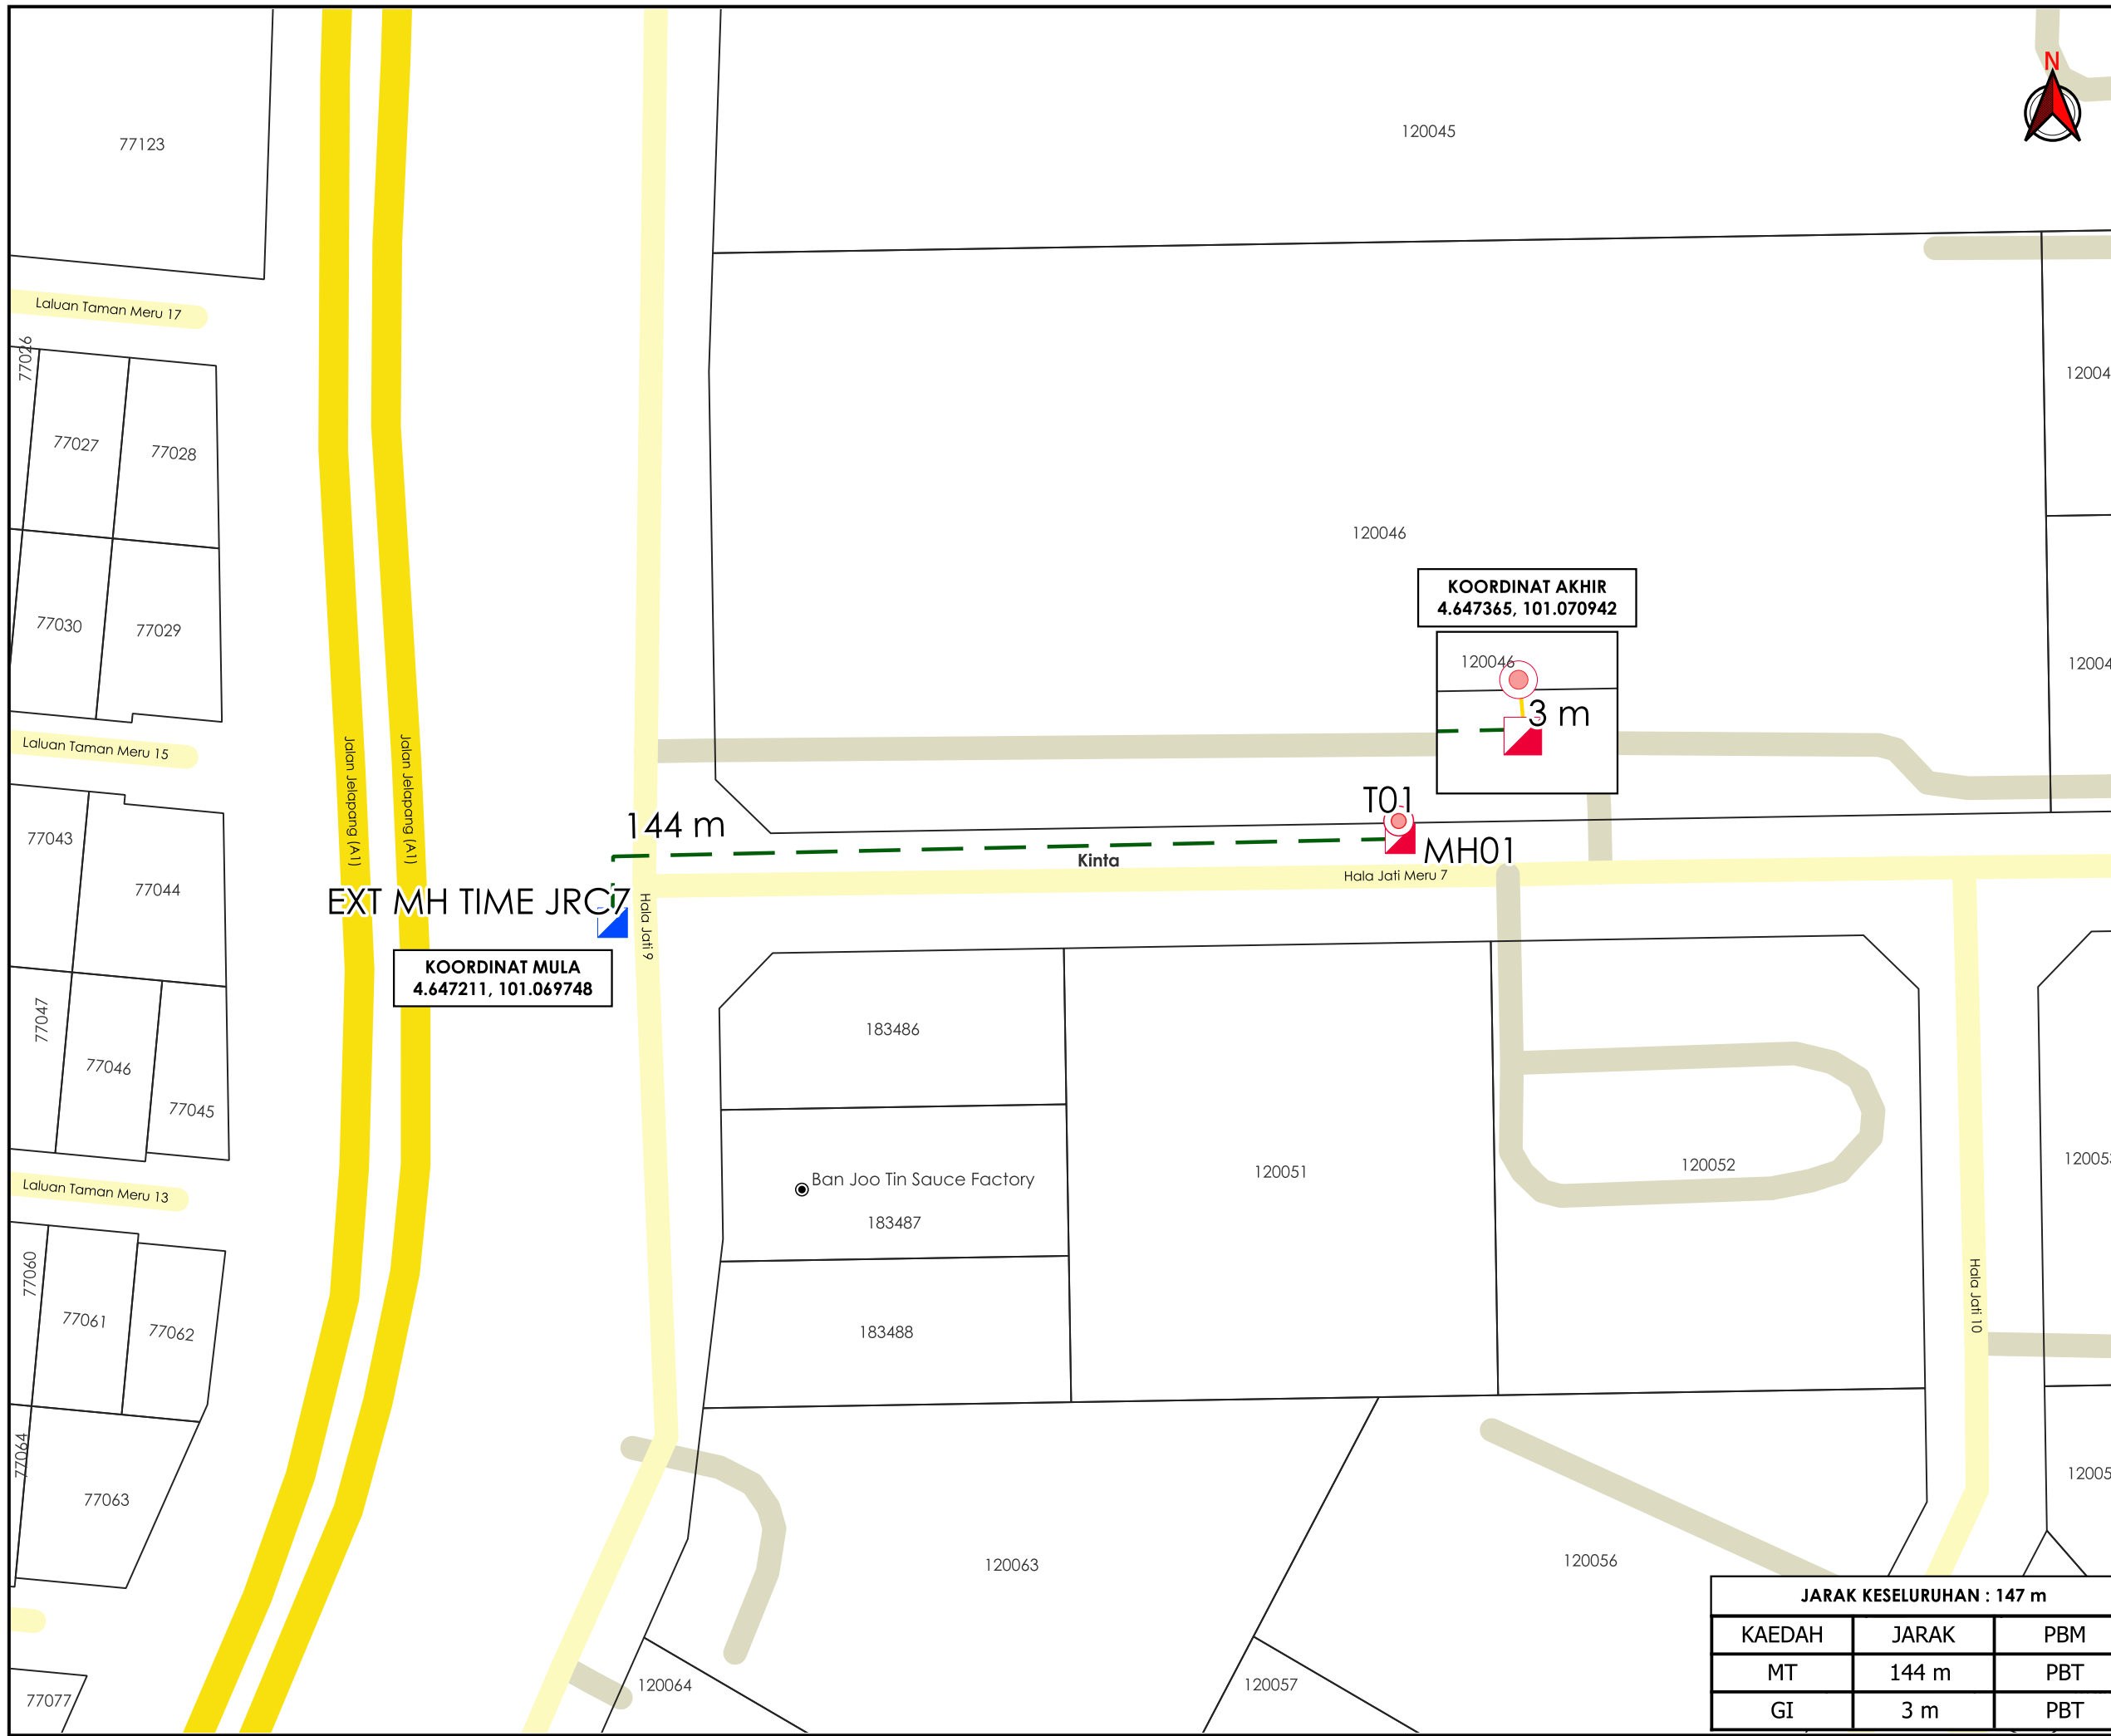 N
77123
120045
Laluan Taman Meru 17
77026
77027
77028
120046
77030
77029
KOORDINAT AKHIR
4.647365, 101.070942
120046
3 m
Laluan Taman Meru 15
Jalan Jelapang (A1)
Jalan Jelapang (A1)
T01
144 m
MH01
Kinta
Hala Jati Meru 7
77043
77044
EXT MH TIME JRC7
Hala Jati 9
KOORDINAT MULA
4.647211, 101.069748
77047
77046
77045
183486
Ban Joo Tin Sauce Factory
183487
120051
120052
Laluan Taman Meru 13
77060
77061
77062
183488
Hala Jati 10
77064
77063
120063
120056
120064
120057
77077
JARAK KESELURUHAN : 147 m
KAEDAH JARAK PBM
MT 144 m PBT
GI 3 m PBT